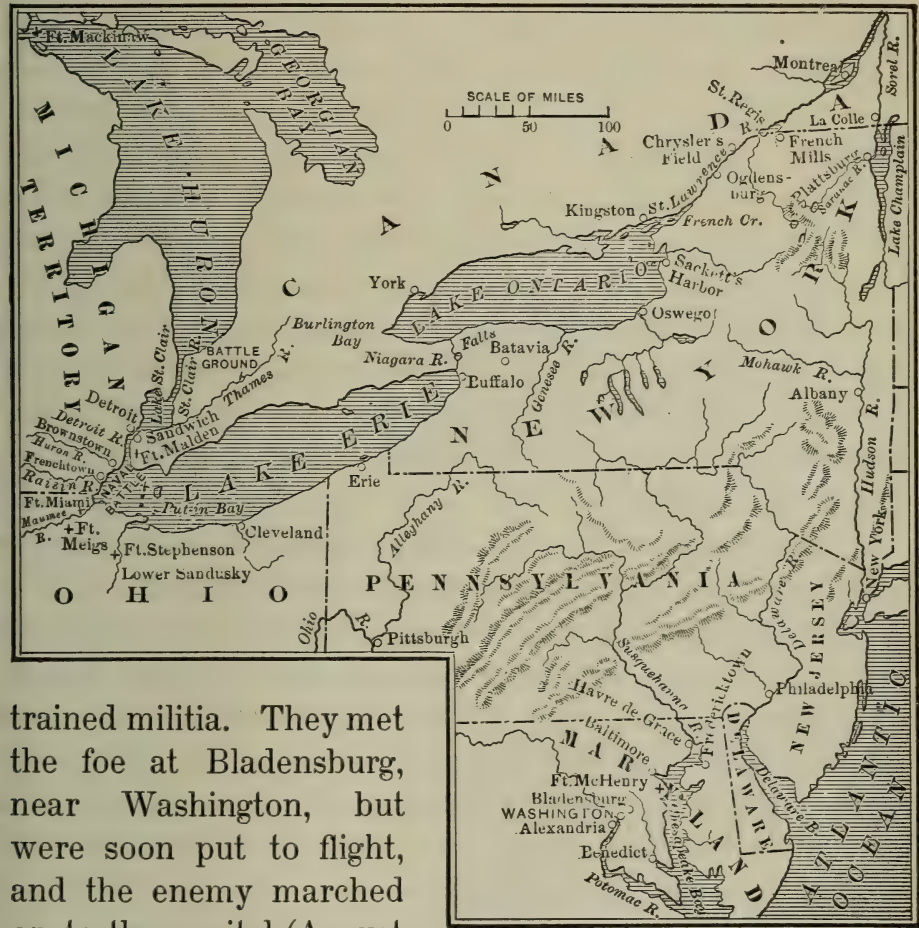 Ft. Mackinaw
LAKE HURON
GEORGIAN
BAY
MICHIGAN
TERRITORY
SCALE OF MILES
0 50 100
CANADA
Montreal
Sorel R.
St. Regis
R.
La Colle
Chrysler's
Field
French
Mills
Ogdens-
burg
Plattsburg
Saranac R.
Lake Champlain
Kingston
St. Lawrence
French Cr.
York
LAKE ONTARIO
Sackett's
Harbor
Oswego
Burlington
Bay
Falls
Niagara R.
Batavia
Buffalo
Genesee R.
NEW YORK
Mohawk R.
Albany
Hudson R.
BATTLE
GROUND
Thames R.
Lake St. Clair
St. Clair R.
Detroit
Detroit R.
Sandwich
Ft. Malden
Brownstown
Huron R.
Frenchtown
Raisin R.
NAVAL
BATTLE
Ft. Miami
Maumee
R.
Ft.
Meigs
LAKE ERIE
Put-in Bay
Erie
Cleveland
Ft. Stephenson
Lower Sandusky
OHIO
Alleghany R.
PENNSYLVANIA
Ohio
R.
Pittsburgh
Susquehanna R.
Delaware R.
New York
NEW JERSEY
Philadelphia
Havre de Grace
Fredericktown
Baltimore
MARYLAND
DELAWARE
Delaware B.
Ft. McHenry
Bladensburg
WASHINGTON
Alexandria
Benedict
Chesapeake Bay
Potomac R.
ATLANTIC
OCEAN
trained militia. They met
the foe at Bladensburg,
near Washington, but
were soon put to flight,
and the enemy marched